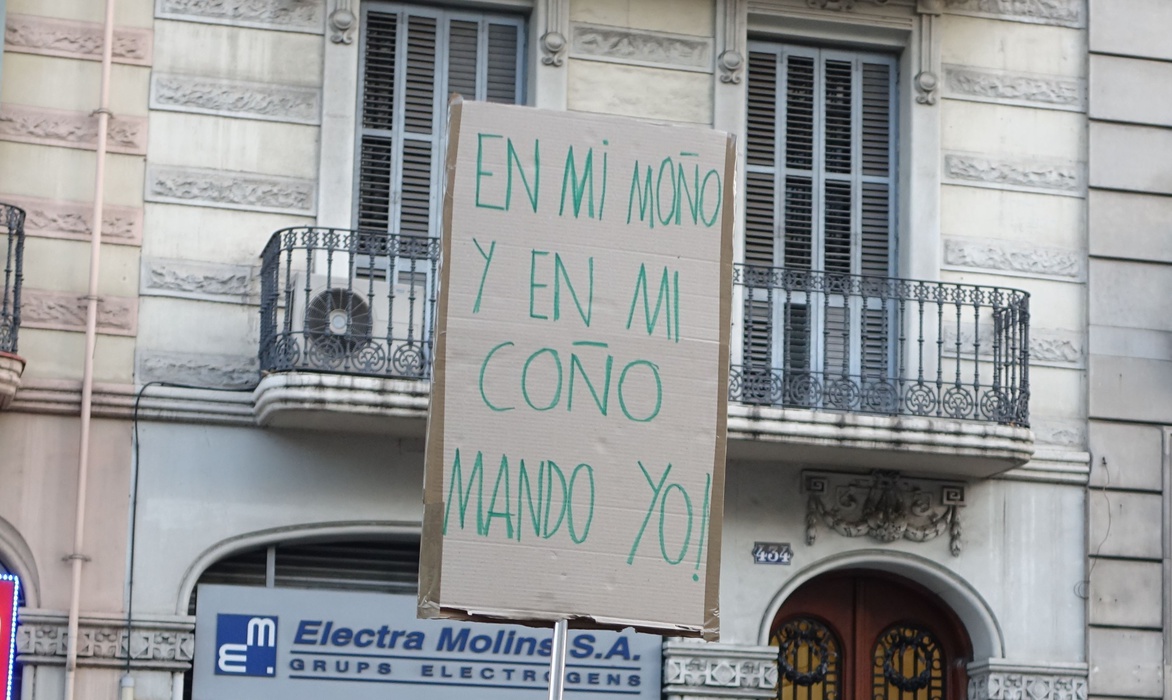 EN MI MOÑO
Y EN MI
COÑO
MANDO YO!
434
Electra Molins S.A.
GRUPS ELECTROGENS